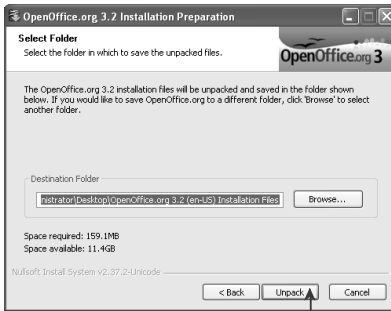 OpenOffice.org 3.2 Installation Preparation
Select Folder
Select the folder in which to save the unpacked files.
OpenOffice.org 3
The OpenOffice.org 3.2 installation files will be unpacked and saved in the folder shown
below. If you would like to save OpenOffice.org to a different folder, click 'Browse' to select
another folder.
Destination Folder
nistrator\Desktop\OpenOffice.org 3.2 (en-US) Installation Files
Browse...
Space required: 159.1MB
Space available: 11.4GB
Nullsoft Install System v2.37.2-Unicode
< Back
Unpack
Cancel